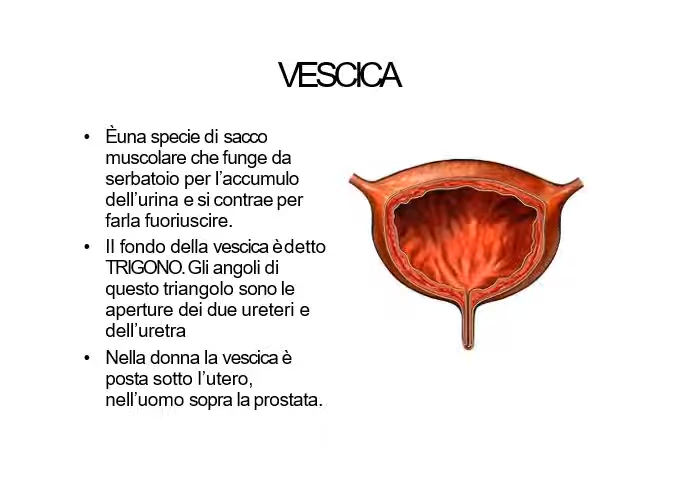 VESCICA
• Èuna specie di sacco
muscolare che funge da
serbatoio per l'accumulo
dell'urina e si contrae per
farla fuoriuscire.
• Il fondo della vescica è detto
TRIGONO. Gli angoli di
questo triangolo sono le
aperture dei due ureteri e
dell'uretra
• Nella donna la vescica è
posta sotto l'utero,
nell'uomo sopra la prostata.